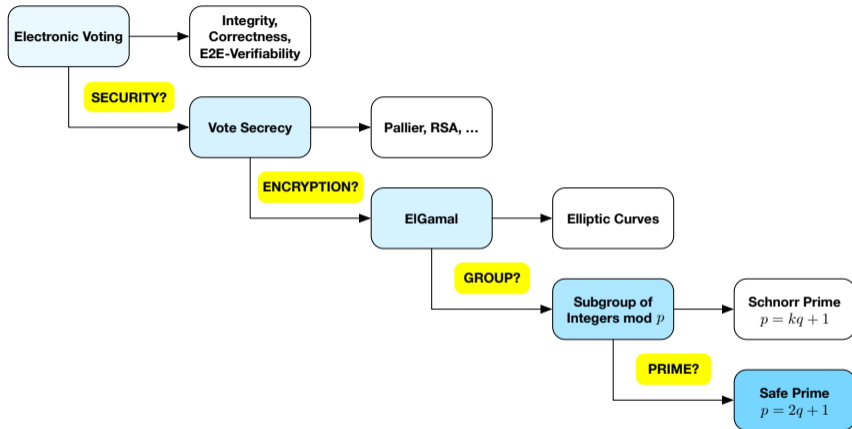 Electronic Voting
Integrity,
Correctness,
E2E-Verifiability
SECURITY?
Vote Secrecy
Pallier, RSA, ...
ENCRYPTION?
ElGamal
Elliptic Curves
GROUP?
Subgroup of
Integers mod p
Schnorr Prime
p = kq + 1
PRIME?
Safe Prime
p = 2q + 1